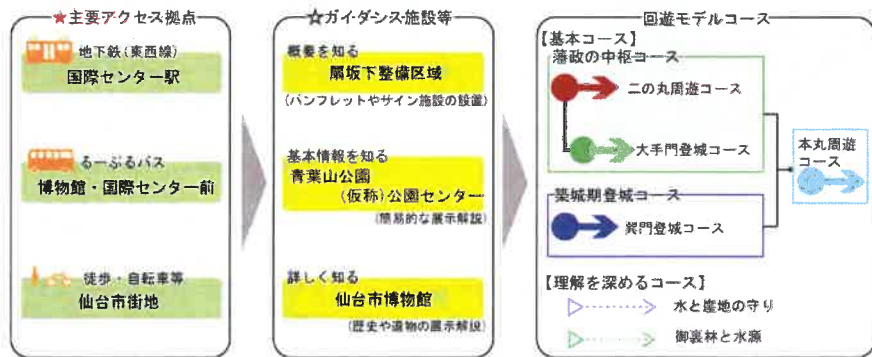 ★主要アクセス拠点
地下鉄(東西線)
国際センター駅
るーぷるバス
博物館・国際センター前
徒歩・自転車等
仙台市街地
☆ガイダンス施設等
概要を知る
扇坂下整備区域
(パンフレットやサイン施設の設置)
基本情報を知る
青葉山公園
(仮称)公園センター
(簡易的な展示解説)
詳しく知る
仙台市博物館
(歴史や遺物の展示解説)
回遊モデルコース
【基本コース】
藩政の中枢コース
二の丸周遊コース
大手門登城コース
築城期登城コース
巽門登城コース
本丸周遊
コース
【理解を深めるコース】
水と崖地の守り
御裏林と水源